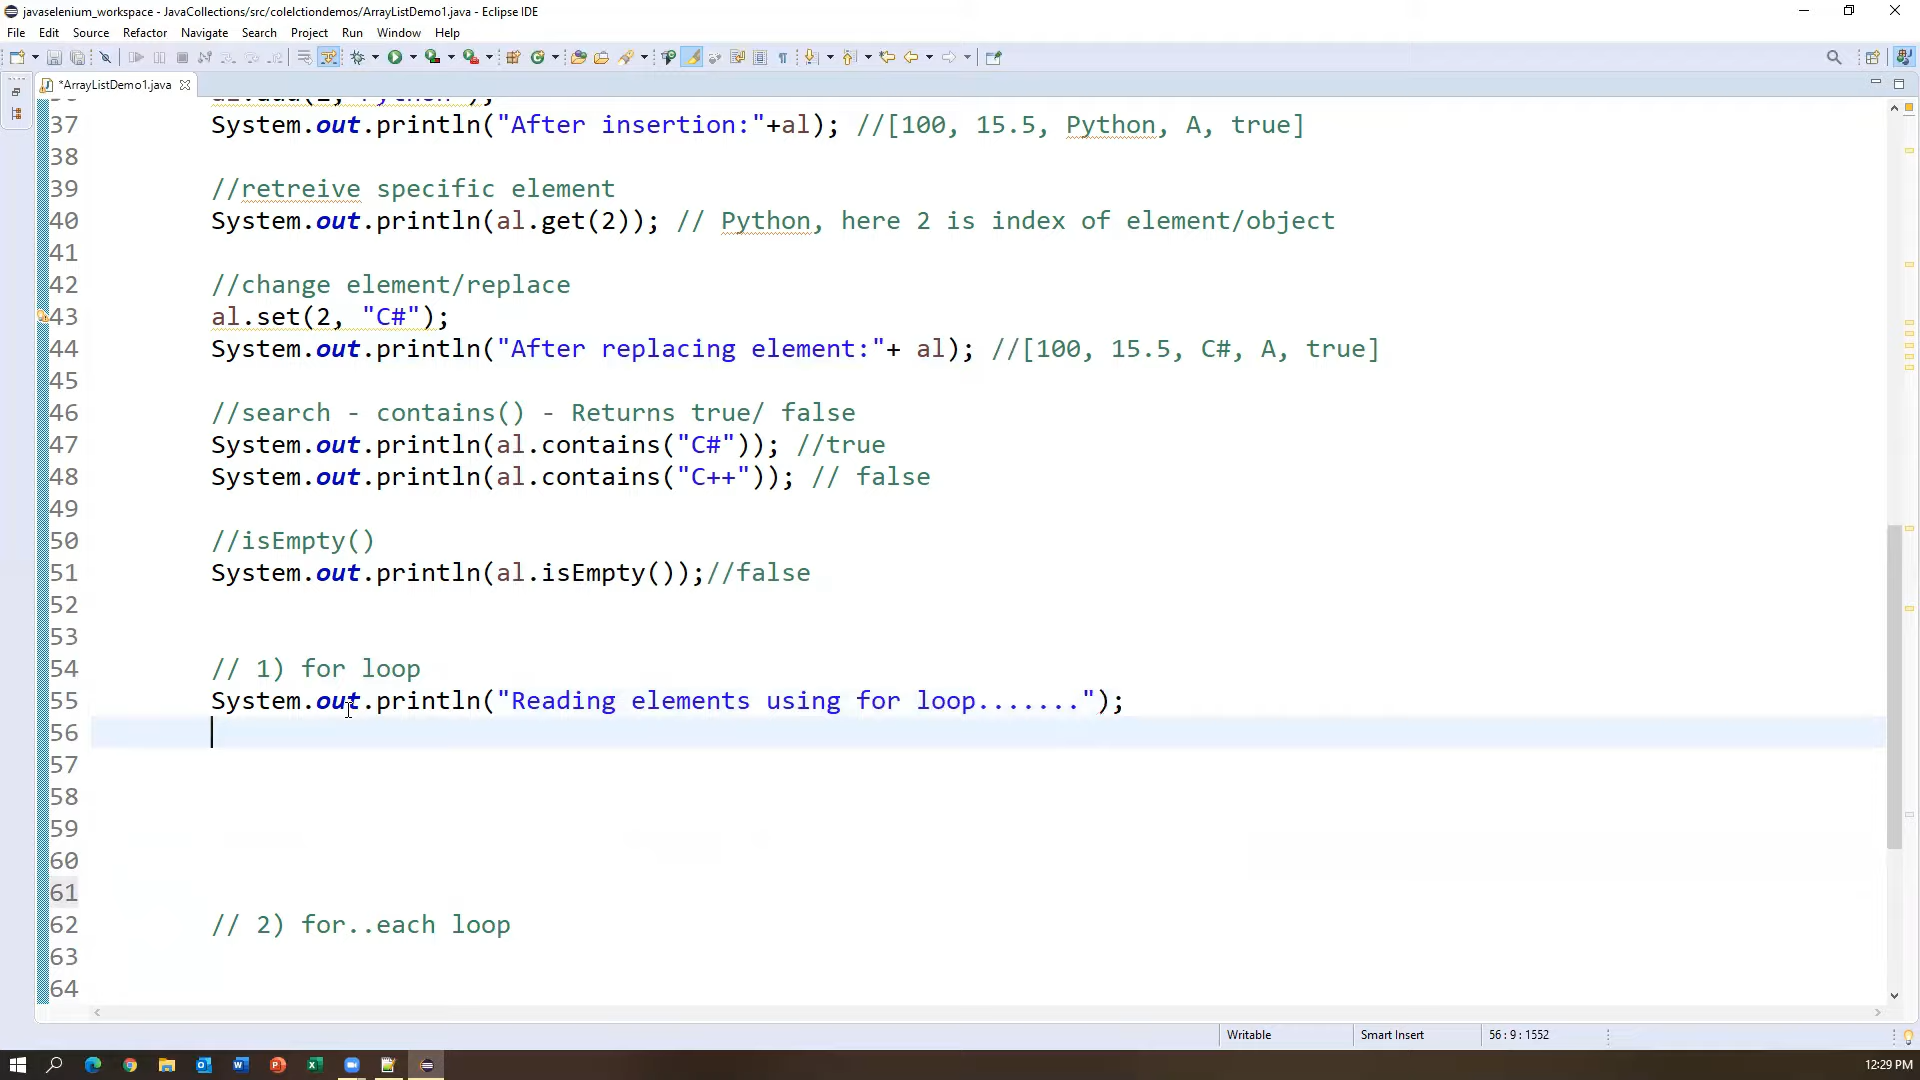 javaselenium_workspace - JavaCollections/src/colelctiondemos/ArrayListDemo1.java - Eclipse IDE
File Edit Source Refactor Navigate Search Project Run Window Help
*ArrayListDemo1.java
37 System.out.println("After insertion:"+al); //[100, 15.5, Python, A, true]
38
39 //retreive specific element
40 System.out.println(al.get(2)); // Python, here 2 is index of element/object
41
42 //change element/replace
43 al.set(2, "C#");
44 System.out.println("After replacing element:"+ al); //[100, 15.5, C#, A, true]
45
46 //search - contains() - Returns true/ false
47 System.out.println(al.contains("C#")); //true
48 System.out.println(al.contains("C++")); // false
49
50 //isEmpty()
51 System.out.println(al.isEmpty());//false
52
53
54 // 1) for loop
55 System.out.println("Reading elements using for loop.......");
56
57
58
59
60
61
62 // 2) for..each loop
63
64
Writable Smart Insert 56 : 9 : 1552
12:29 PM